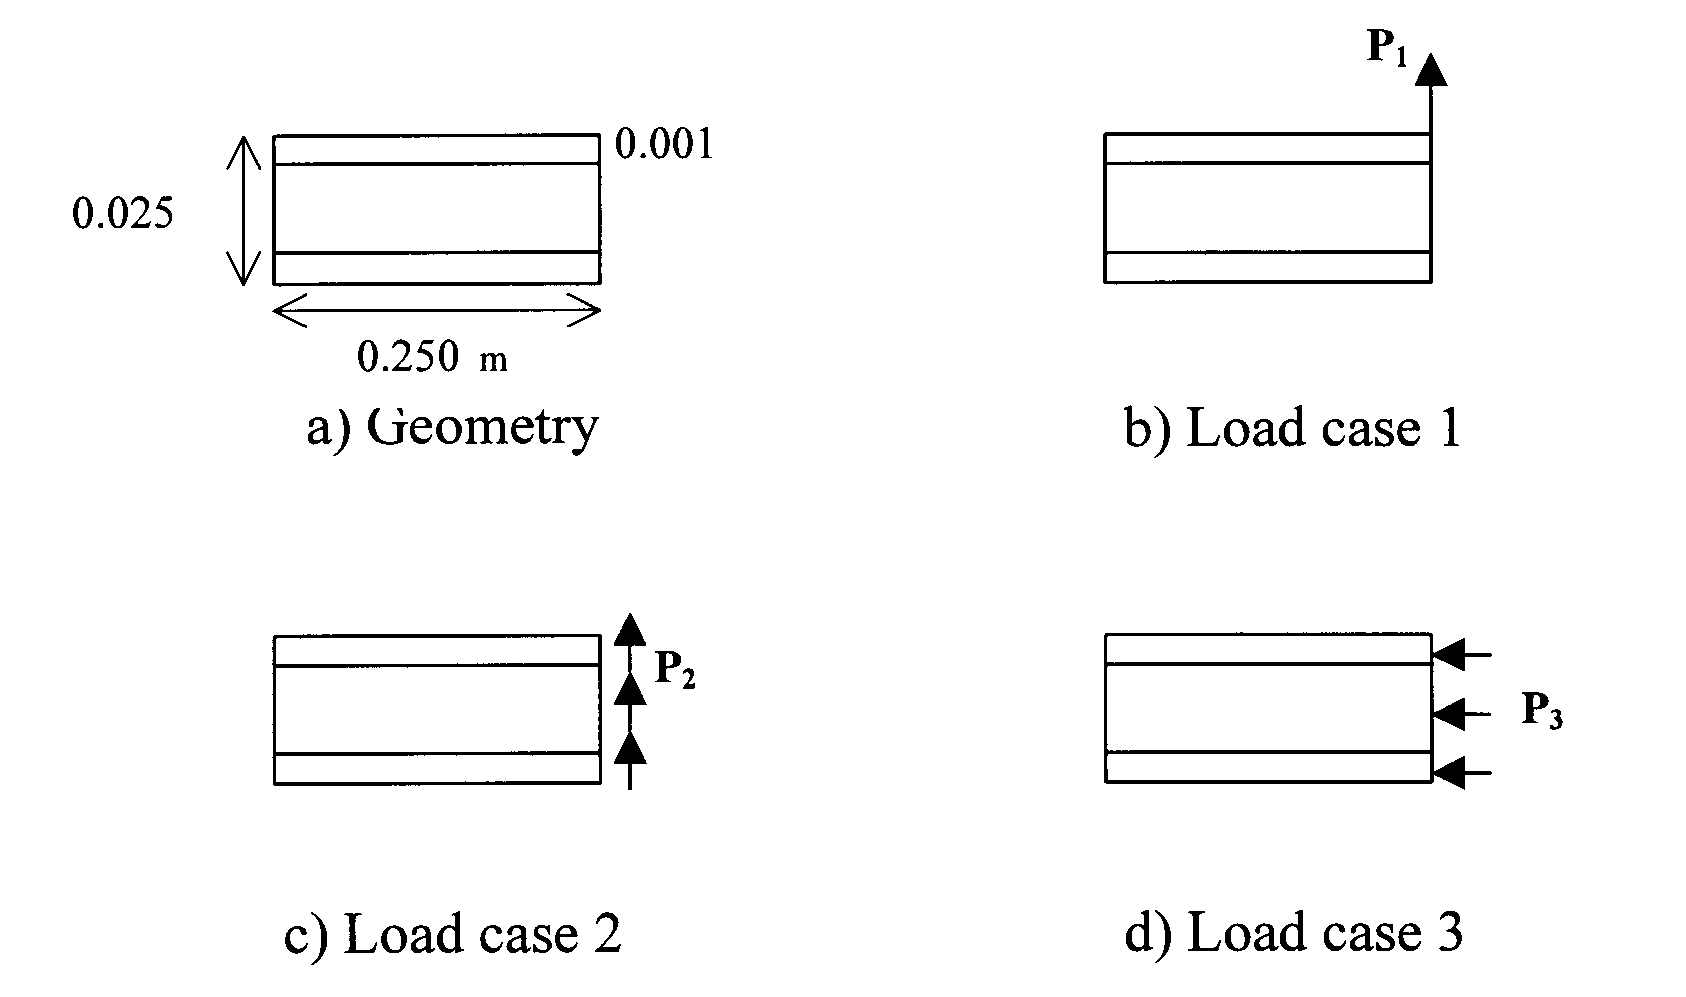 P₁
0.001
0.025
0.250 m
a) Geometry
b) Load case 1
P₂
P₃
c) Load case 2
d) Load case 3